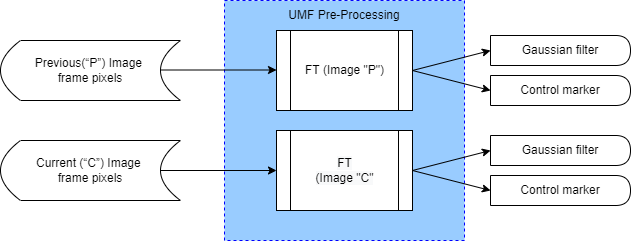 UMF Pre-Processing
Previous(“P”) Image
frame pixels
FT (Image "P")
Gaussian filter
Control marker
Current (“C”) Image
frame pixels
FT
(Image "C"
Gaussian filter
Control marker